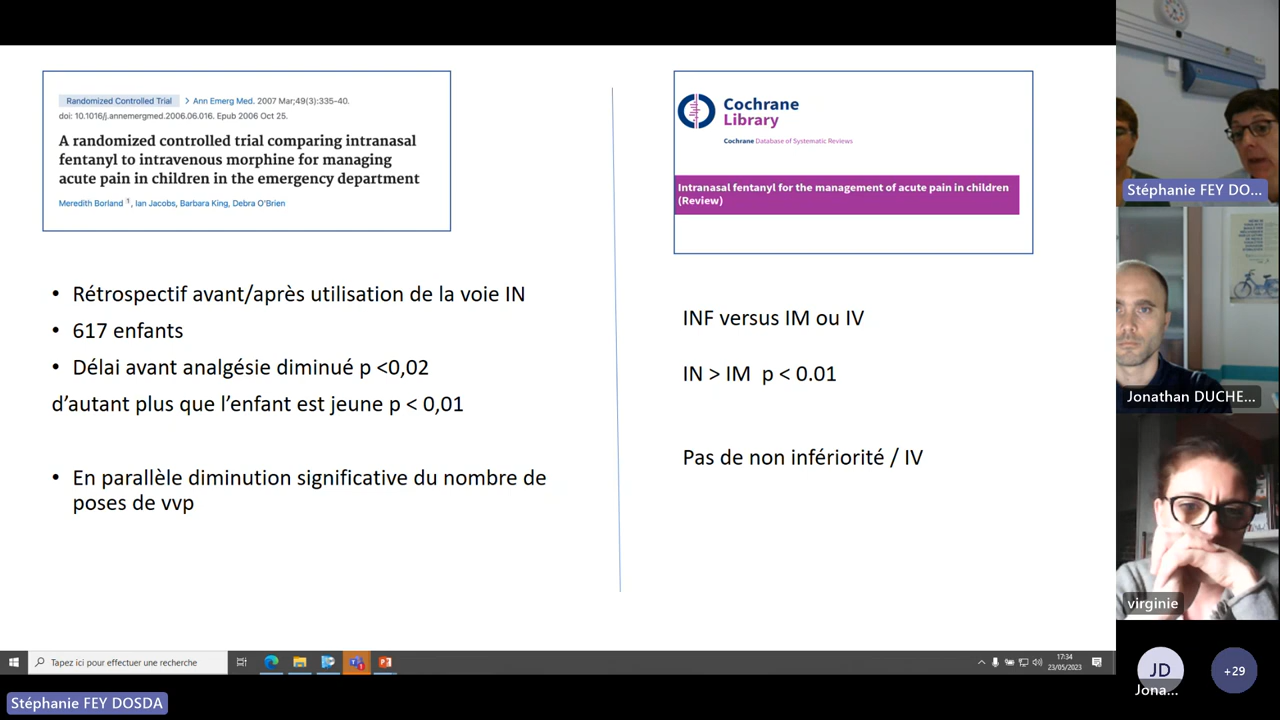 Randomized Controlled Trial > Ann Emerg Med. 2007 Mar;49(3):335-40.
doi: 10.1016/j.annemergmed.2006.06.016. Epub 2006 Oct 25.
A randomized controlled trial comparing intranasal
fentanyl to intravenous morphine for managing
acute pain in children in the emergency department
Meredith Borland 1, Ian Jacobs, Barbara King, Debra O'Brien
• Rétrospectif avant/après utilisation de la voie IN
• 617 enfants
• Délai avant analgésie diminué p <0,02
d'autant plus que l'enfant est jeune p < 0,01
• En parallèle diminution significative du nombre de
poses de vvp
Cochrane
Library
Cochrane Database of Systematic Reviews
Intranasal fentanyl for the management of acute pain in children
(Review)
INF versus IM ou IV
IN > IM p < 0.01
Pas de non infériorité / IV
Stéphanie FEY DO...
Jonathan DUCHE...
virginie
JD
Jona...
+29
Tapez ici pour effectuer une recherche
17:34
23/05/2023
Stéphanie FEY DOSDA